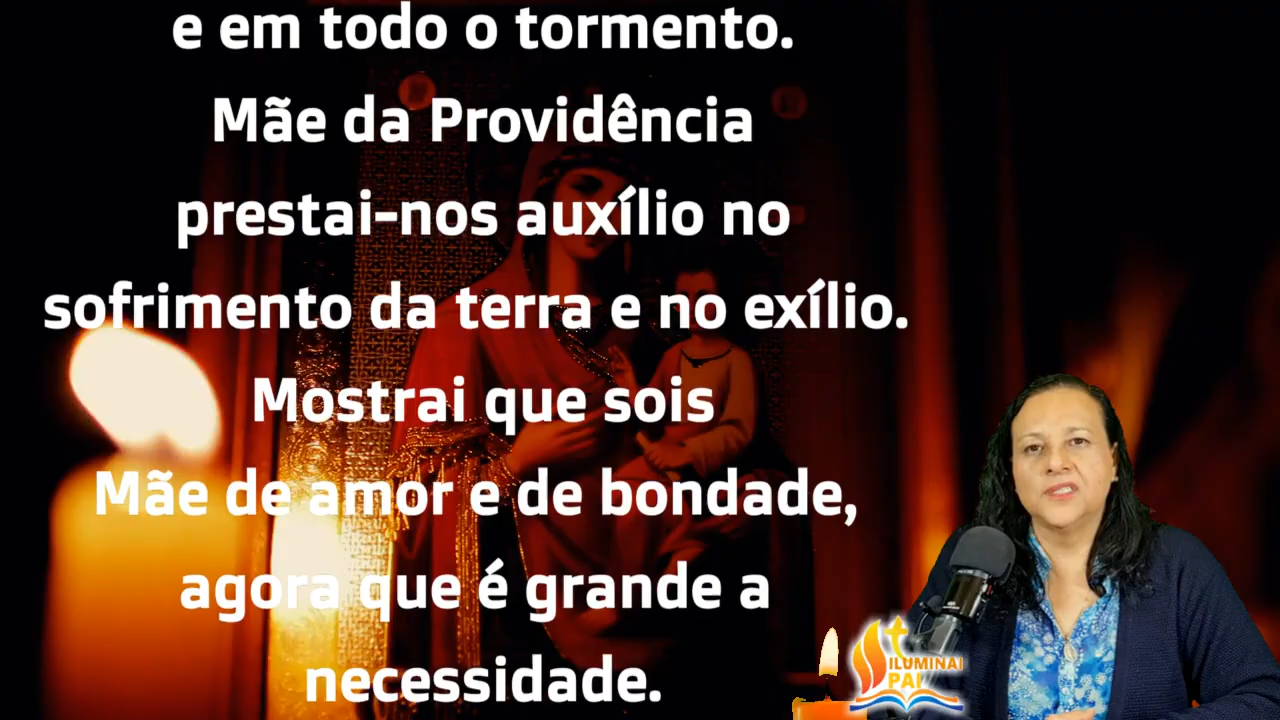 e em todo o tormento.
Mãe da Providência
prestai-nos auxílio no
sofrimento da terra e no exílio.
Mostrai que sois
Mãe de amor e de bondade,
agora que é grande a
necessidade.
ILUMINAI
PAI